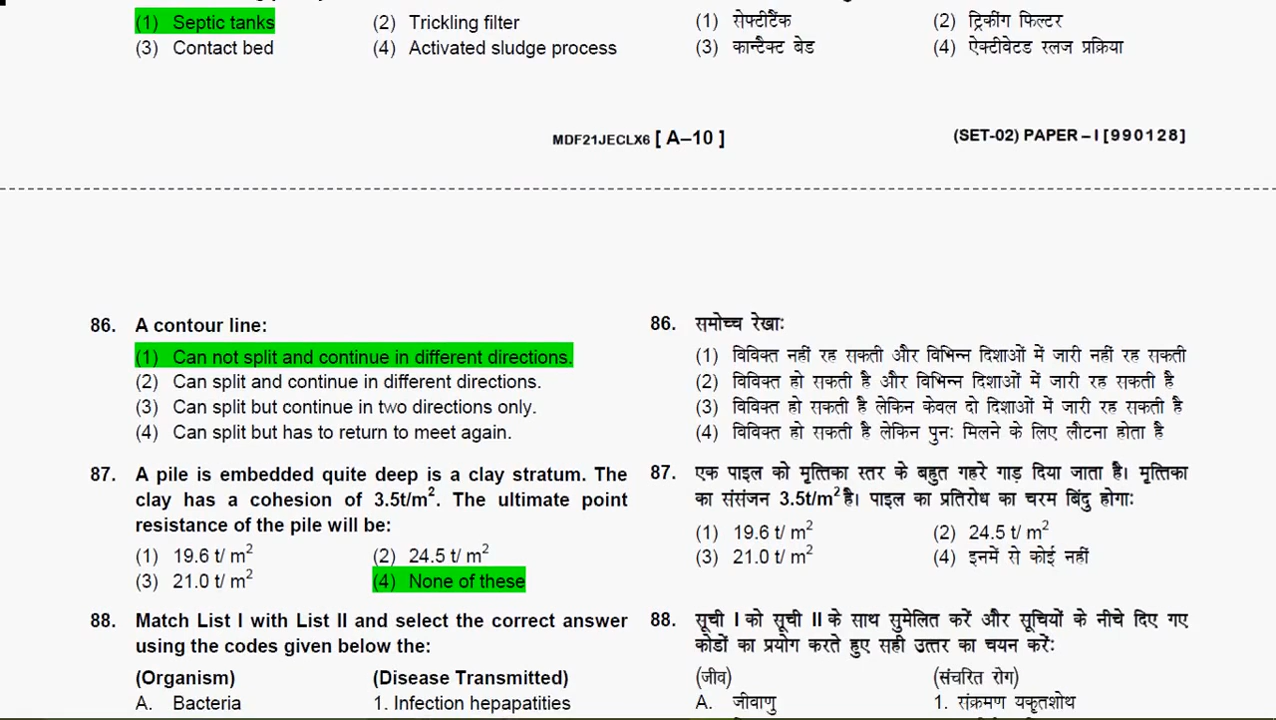 (1) Septic tanks (2) Trickling filter
(3) Contact bed (4) Activated sludge process
(1) सेफ्टीटैंक (2) ट्रिकींग फिल्टर
(3) कान्टैक्ट बेड (4) ऐक्टीवेटड स्लज प्रक्रिया
MDF21JECLX6 [ A–10 ]
(SET-02) PAPER – I [990128]
86. A contour line:
(1) Can not split and continue in different directions.
(2) Can split and continue in different directions.
(3) Can split but continue in two directions only.
(4) Can split but has to return to meet again.
87. A pile is embedded quite deep is a clay stratum. The
clay has a cohesion of 3.5t/m². The ultimate point
resistance of the pile will be:
(1) 19.6 t/ m² (2) 24.5 t/ m²
(3) 21.0 t/ m² (4) None of these
88. Match List I with List II and select the correct answer
using the codes given below the:
(Organism) (Disease Transmitted)
A. Bacteria 1. Infection hepapatities
86. समोच्च रेखाः
(1) विविक्त नहीं रह सकती और विभिन्न दिशाओं में जारी नहीं रह सकती
(2) विविक्त हो सकती है और विभिन्न दिशाओं में जारी रह सकती है
(3) विविक्त हो सकती है लेकिन केवल दो दिशाओं में जारी रह सकती है
(4) विविक्त हो सकती है लेकिन पुनः मिलने के लिए लौटना होता है
87. एक पाइल को मृत्तिका स्तर के बहुत गहरे गाड़ दिया जाता है। मृत्तिका
का संसंजन 3.5t/m² है। पाइल का प्रतिरोध का चरम बिंदु होगाः
(1) 19.6 t/ m² (2) 24.5 t/ m²
(3) 21.0 t/ m² (4) इनमें से कोई नहीं
88. सूची I को सूची II के साथ सुमेलित करें और सूचियों के नीचे दिए गए
कोडों का प्रयोग करते हुए सही उत्तर का चयन करेंः
(जीव) (संचरित रोग)
A. जीवाणु 1. संक्रमण यकृतशोथ